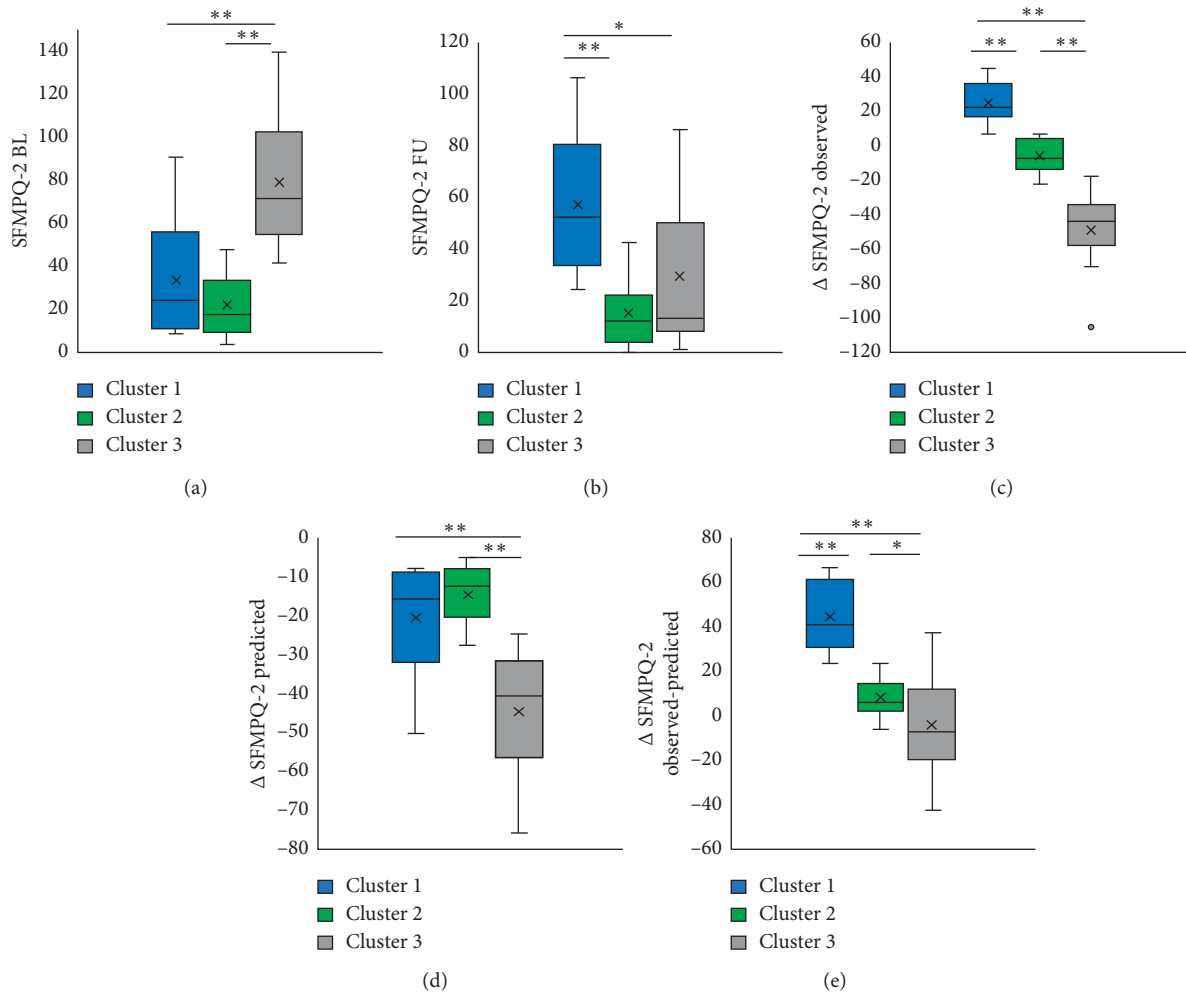 SFMPQ-2 BL
140
120
100
80
60
40
20
0
**
**
Cluster 1
Cluster 2
Cluster 3
(a)
SFMPQ-2 FU
120
100
80
60
40
20
0
*
**
Cluster 1
Cluster 2
Cluster 3
(b)
Δ SFMPQ-2 observed
60
40
20
0
−20
−40
−60
−80
−100
−120
**
**
**
Cluster 1
Cluster 2
Cluster 3
(c)
Δ SFMPQ-2 predicted
0
−10
−20
−30
−40
−50
−60
−70
−80
**
**
Cluster 1
Cluster 2
Cluster 3
(d)
Δ SFMPQ-2
observed-predicted
80
60
40
20
0
−20
−40
−60
**
**
*
Cluster 1
Cluster 2
Cluster 3
(e)